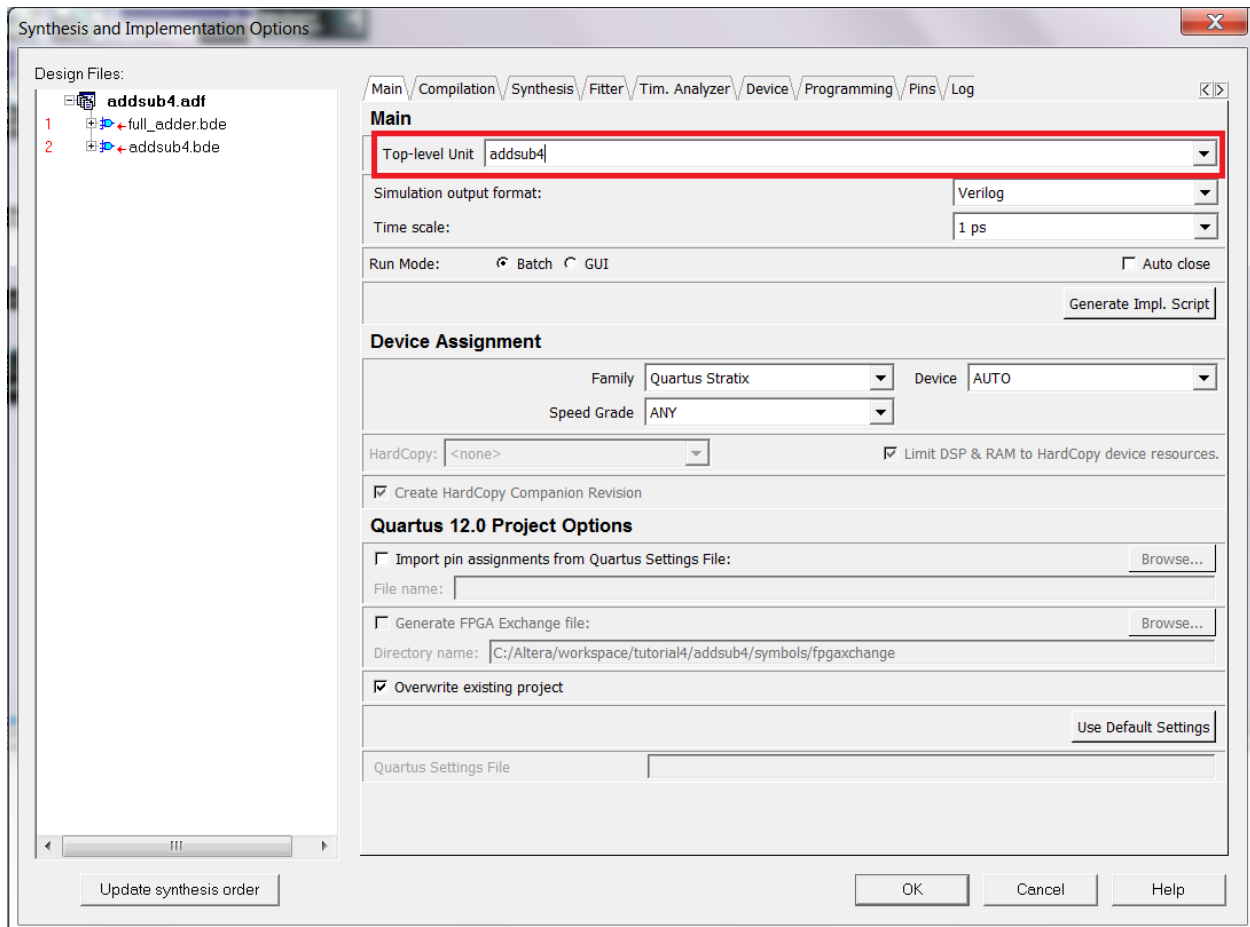 Synthesis and Implementation Options
Design Files:
addsub4.adf
1 full_adder.bde
2 addsub4.bde
Update synthesis order
Main Compilation Synthesis Fitter Tim. Analyzer Device Programming Pins Log
Main
Top-level Unit addsub4
Simulation output format: Verilog
Time scale: 1 ps
Run Mode: Batch GUI Auto close
Generate Impl. Script
Device Assignment
Family Quartus Stratix Device AUTO
Speed Grade ANY
HardCopy: <none> Limit DSP & RAM to HardCopy device resources.
Create HardCopy Companion Revision
Quartus 12.0 Project Options
Import pin assignments from Quartus Settings File: Browse...
File name:
Generate FPGA Exchange file: Browse...
Directory name: C:/Altera/workspace/tutorial4/addsub4/symbols/fpgaxchange
Overwrite existing project
Use Default Settings
Quartus Settings File
OK Cancel Help